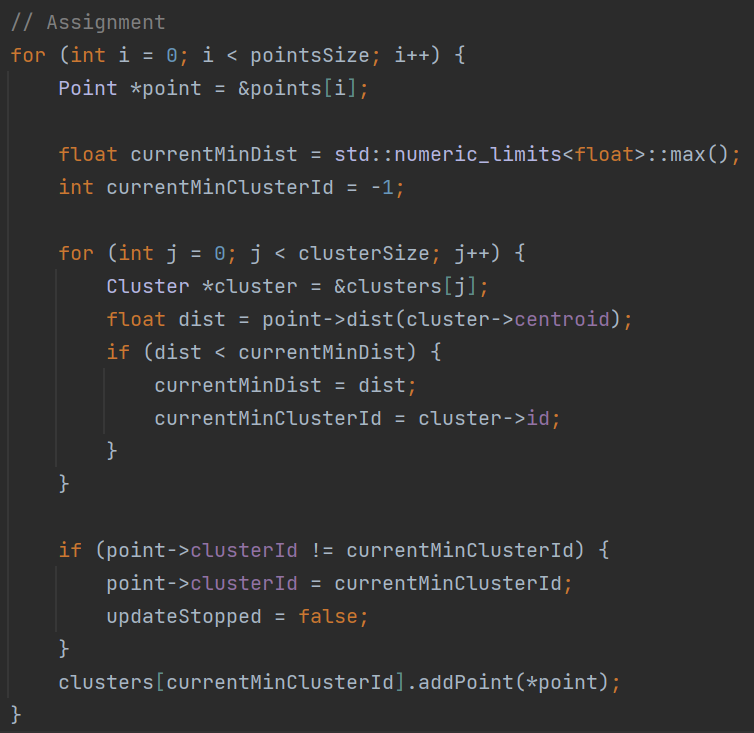 // Assignment
for (int i = 0; i < pointsSize; i++) {
    Point *point = &points[i];

    float currentMinDist = std::numeric_limits<float>::max();
    int currentMinClusterId = -1;

    for (int j = 0; j < clusterSize; j++) {
        Cluster *cluster = &clusters[j];
        float dist = point->dist(cluster->centroid);
        if (dist < currentMinDist) {
            currentMinDist = dist;
            currentMinClusterId = cluster->id;
        }
    }

    if (point->clusterId != currentMinClusterId) {
        point->clusterId = currentMinClusterId;
        updateStopped = false;
    }
    clusters[currentMinClusterId].addPoint(*point);
}